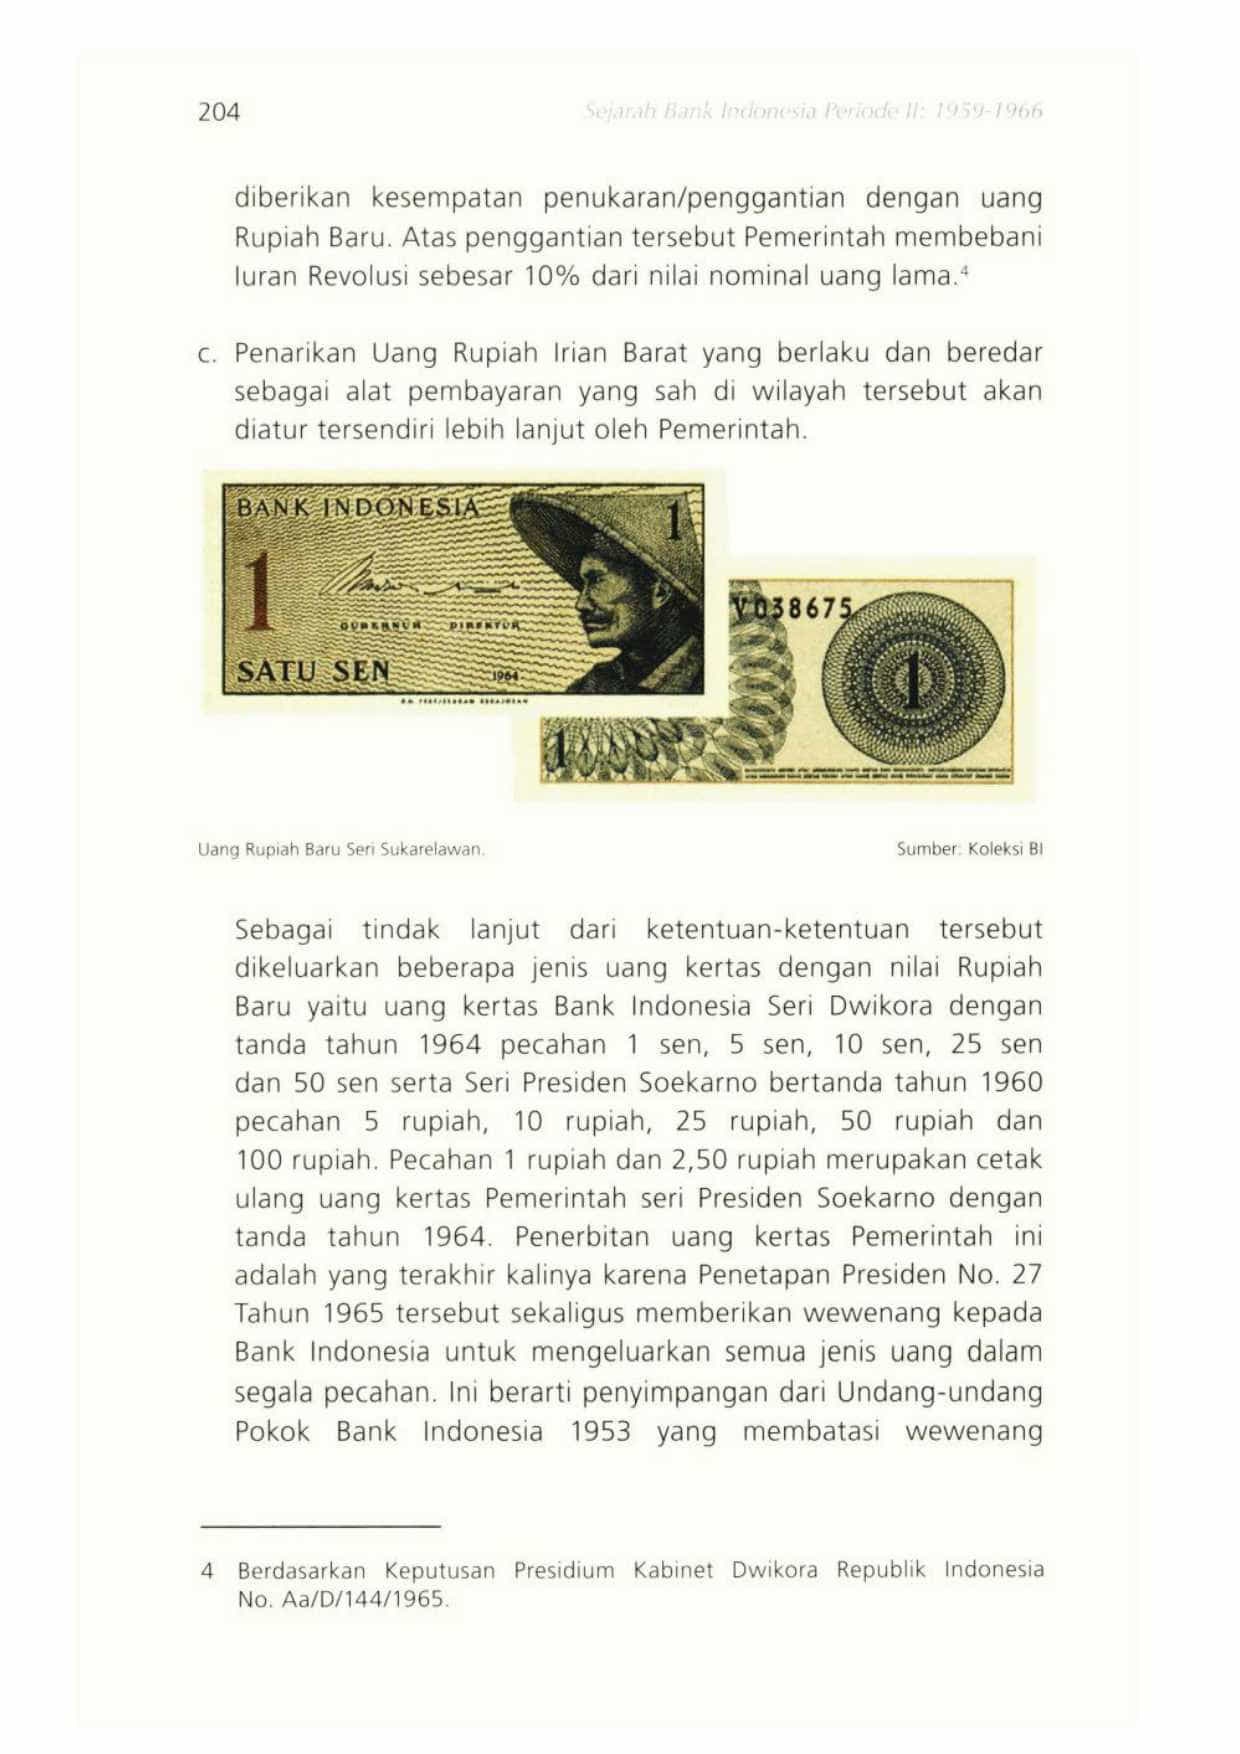 204
Sejarah Bank Indonesia Periode II: 1959-1966
diberikan kesempatan penukaran/penggantian dengan uang
Rupiah Baru. Atas penggantian tersebut Pemerintah membebani
Iuran Revolusi sebesar 10% dari nilai nominal uang lama.4
c. Penarikan Uang Rupiah Irian Barat yang berlaku dan beredar
sebagai alat pembayaran yang sah di wilayah tersebut akan
diatur tersendiri lebih lanjut oleh Pemerintah.
BANK INDONESIA
1
1
GUBERNUR DIREKTUR
SATU SEN
1964
V038675
1
1
Uang Rupiah Baru Seri Sukarelawan.
Sumber: Koleksi BI
Sebagai tindak lanjut dari ketentuan-ketentuan tersebut
dikeluarkan beberapa jenis uang kertas dengan nilai Rupiah
Baru yaitu uang kertas Bank Indonesia Seri Dwikora dengan
tanda tahun 1964 pecahan 1 sen, 5 sen, 10 sen, 25 sen
dan 50 sen serta Seri Presiden Soekarno bertanda tahun 1960
pecahan 5 rupiah, 10 rupiah, 25 rupiah, 50 rupiah dan
100 rupiah. Pecahan 1 rupiah dan 2,50 rupiah merupakan cetak
ulang uang kertas Pemerintah seri Presiden Soekarno dengan
tanda tahun 1964. Penerbitan uang kertas Pemerintah ini
adalah yang terakhir kalinya karena Penetapan Presiden No. 27
Tahun 1965 tersebut sekaligus memberikan wewenang kepada
Bank Indonesia untuk mengeluarkan semua jenis uang dalam
segala pecahan. Ini berarti penyimpangan dari Undang-undang
Pokok Bank Indonesia 1953 yang membatasi wewenang
4 Berdasarkan Keputusan Presidium Kabinet Dwikora Republik Indonesia
No. Aa/D/144/1965.